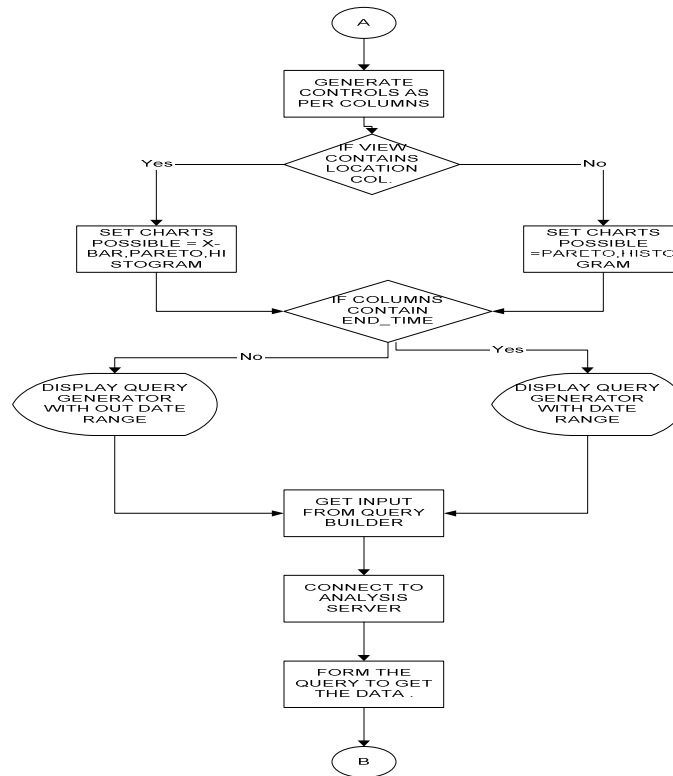 A
GENERATE
CONTROLS AS
PER COLUMNS
IF VIEW
CONTAINS
LOCATION
COL.
Yes
No
SET CHARTS
POSSIBLE = X-
BAR,PARETO,HI
STOGRAM
SET CHARTS
POSSIBLE
=PARETO,HISTO
GRAM
IF COLUMNS
CONTAIN
END_TIME
No
Yes
DISPLAY QUERY
GENERATOR
WITH OUT DATE
RANGE
DISPLAY QUERY
GENERATOR
WITH DATE
RANGE
GET INPUT
FROM QUERY
BUILDER
CONNECT TO
ANALYSIS
SERVER
FORM THE
QUERY TO GET
THE DATA .
B